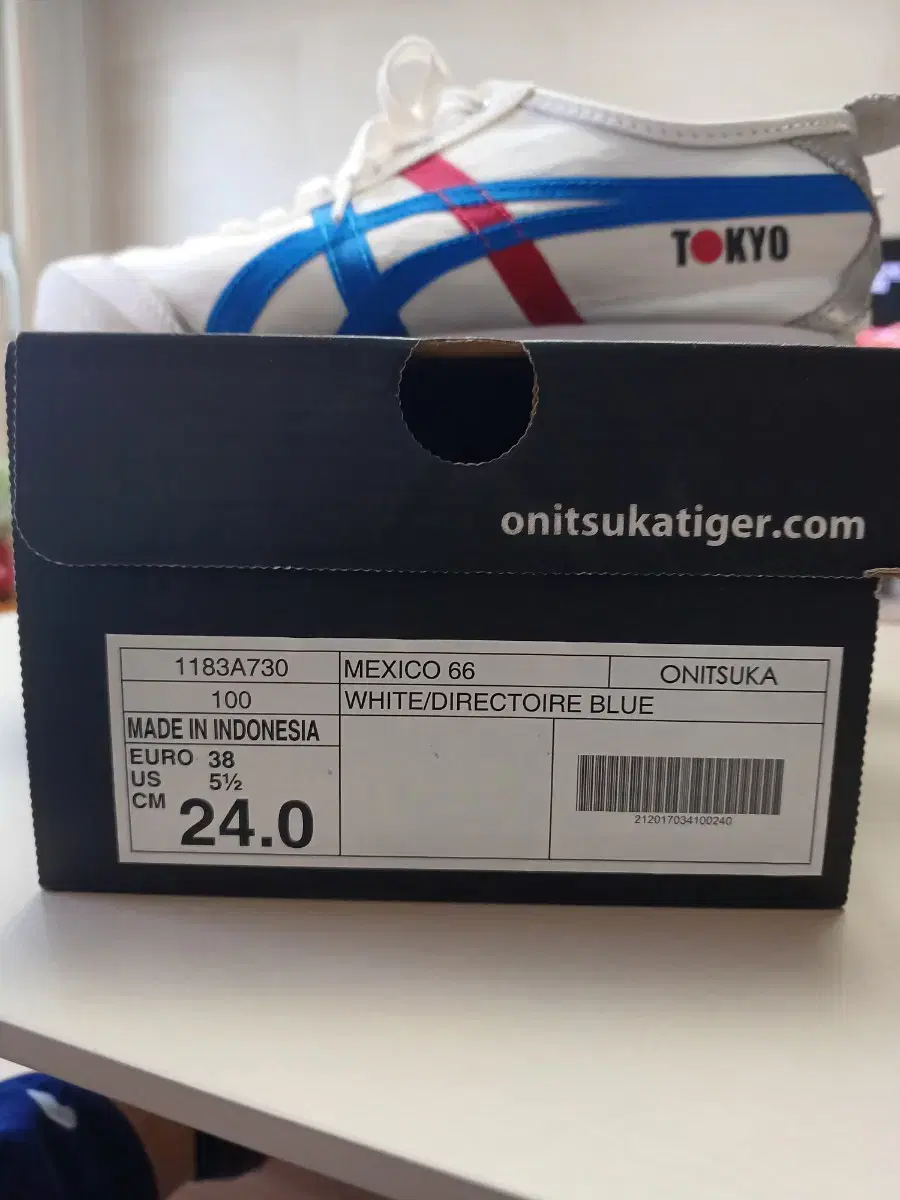 TOKYO
onitsukatiger.com
1183A730 MEXICO 66 ONITSUKA
100 WHITE/DIRECTOIRE BLUE
MADE IN INDONESIA
EURO 38
US 5½
CM 24.0
212017034100240